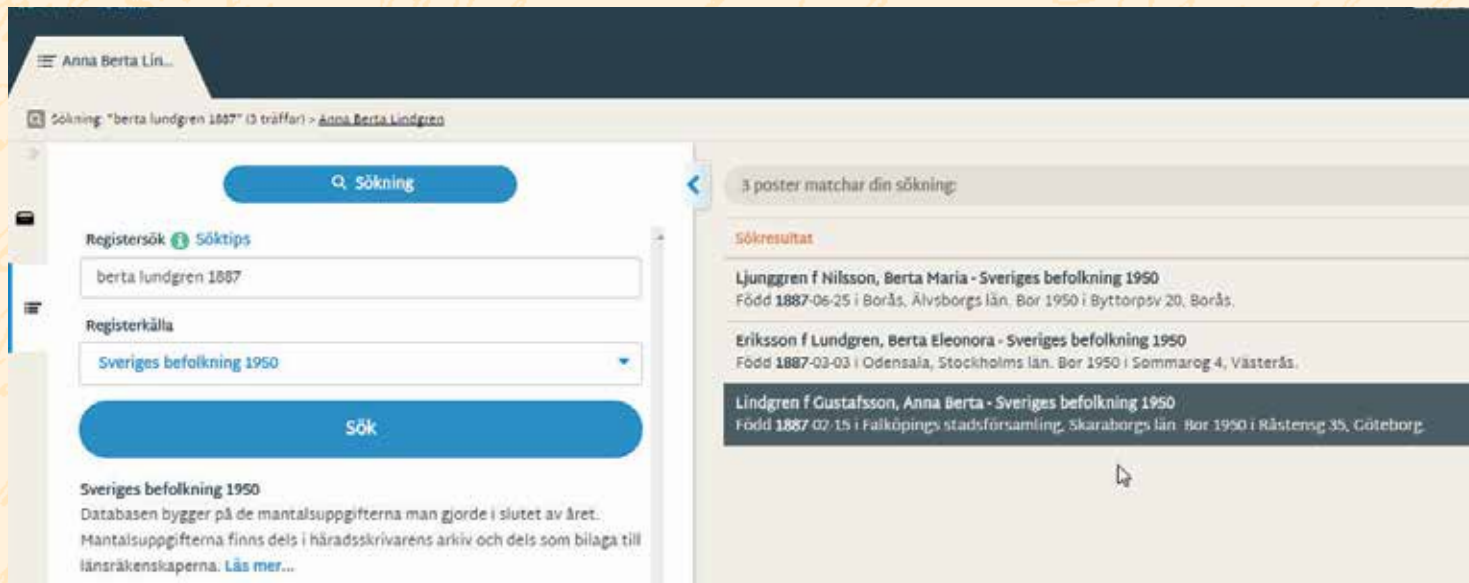 Anna Berta Lin...
Sökning: "berta lundgren 1887" (3 träffar) > Anna Berta Lindgren
Sökning
Registersök Söktips
berta lundgren 1887
Registerkälla
Sveriges befolkning 1950
Sök
Sveriges befolkning 1950
Databasen bygger på de mantalsuppgifterna man gjorde i slutet av året.
Mantalsuppgifterna finns dels i häradsskrivarens arkiv och dels som bilaga till
länsräkenskaperna. Läs mer...
3 poster matchar din sökning:
Sökresultat
Ljunggren f Nilsson, Berta Maria - Sveriges befolkning 1950
Född 1887-06-25 i Borås, Älvsborgs län. Bor 1950 i Byttorpsv 20, Borås.
Eriksson f Lundgren, Berta Eleonora - Sveriges befolkning 1950
Född 1887-03-03 i Odensala, Stockholms län. Bor 1950 i Sommarog 4, Västerås.
Lindgren f Gustafsson, Anna Berta - Sveriges befolkning 1950
Född 1887-02-15 i Falköpings stadsförsamling, Skaraborgs län. Bor 1950 i Råstensg 35, Göteborg.